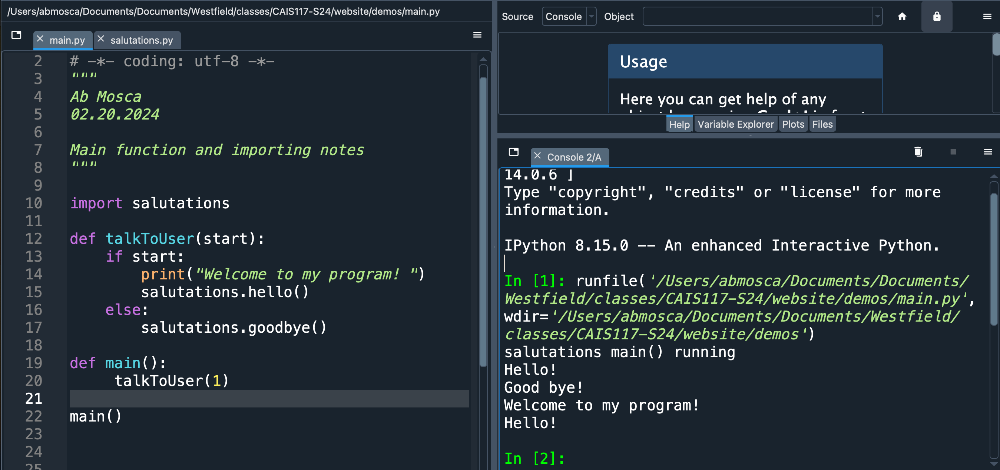 /Users/abmosca/Documents/Documents/Westfield/classes/CAIS117-S24/website/demos/main.py
main.py
salutations.py
2 # -*- coding: utf-8 -*-
3 """
4 Ab Mosca
5 02.20.2024
6
7 Main function and importing notes
8 """
9
10 import salutations
11
12 def talkToUser(start):
13     if start:
14         print("Welcome to my program! ")
15         salutations.hello()
16     else:
17         salutations.goodbye()
18
19 def main():
20      talkToUser(1)
21
22 main()
23
24
25
Source Console Object
Usage
Here you can get help of any
Help Variable Explorer Plots Files
Console 2/A
14.0.6 ]
Type "copyright", "credits" or "license" for more
information.
IPython 8.15.0 -- An enhanced Interactive Python.
In [1]: runfile('/Users/abmosca/Documents/Documents/
Westfield/classes/CAIS117-S24/website/demos/main.py',
wdir='/Users/abmosca/Documents/Documents/Westfield/
classes/CAIS117-S24/website/demos')
salutations main() running
Hello!
Good bye!
Welcome to my program!
Hello!
In [2]: